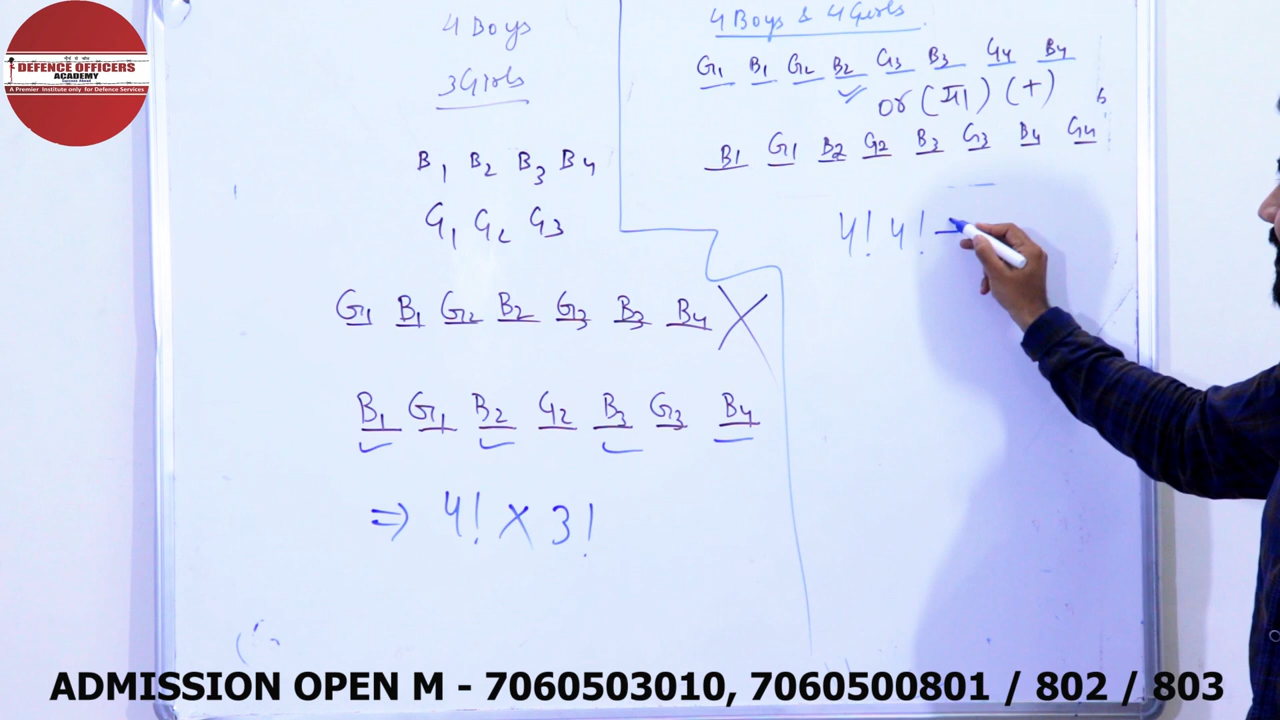 DEFENCE OFFICERS
ACADEMY
Success Ahead
A Premier Institute only for Defence Services
4 Boys
3 Girls
B1 B2 B3 B4
G1 G2 G3
G1 B1 G2 B2 G3 B3 B4 X
B1 G1 B2 G2 B3 G3 B4
=> 4! x 3!
4 Boys & 4 Girls
G1 B1 G2 B2 G3 B3 G4 B4
or (या) (+)
B1 G1 B2 G2 B3 G3 B4 G4
4! 4!
ADMISSION OPEN M - 7060503010, 7060500801 / 802 / 803